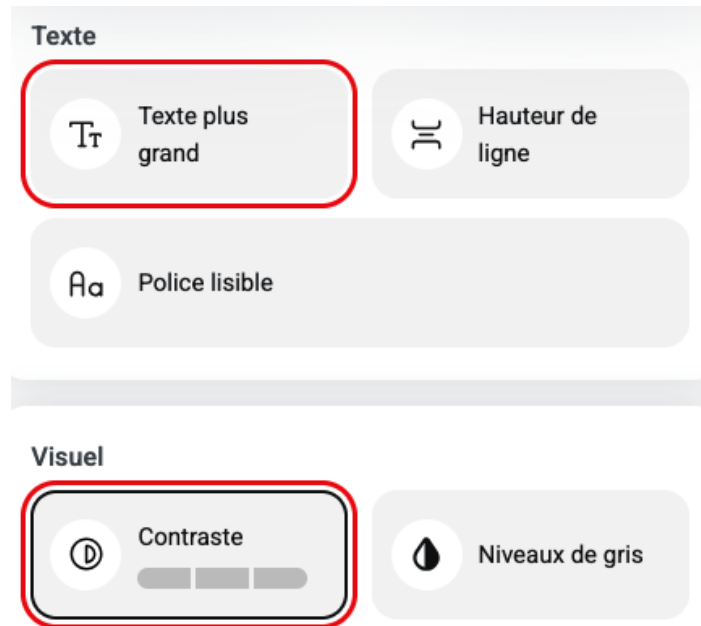 Texte
Texte plus
grand
Hauteur de
ligne
Police lisible
Visuel
Contraste
Niveaux de gris